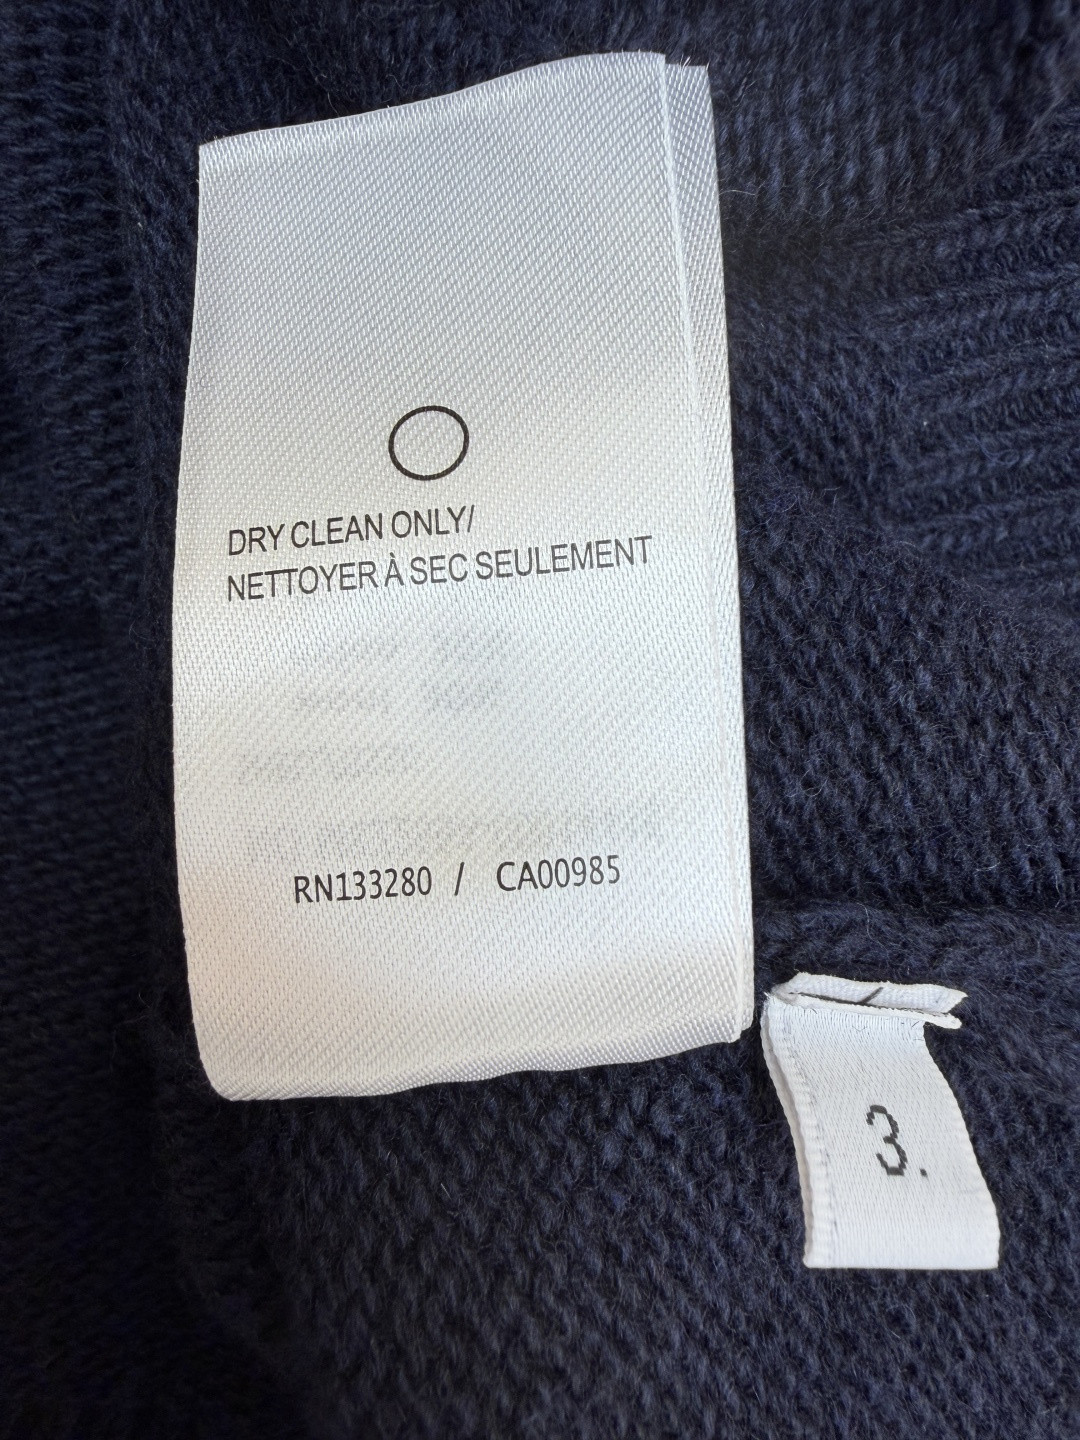 DRY CLEAN ONLY/
NETTOYER À SEC SEULEMENT
RN133280 / CA00985
3.